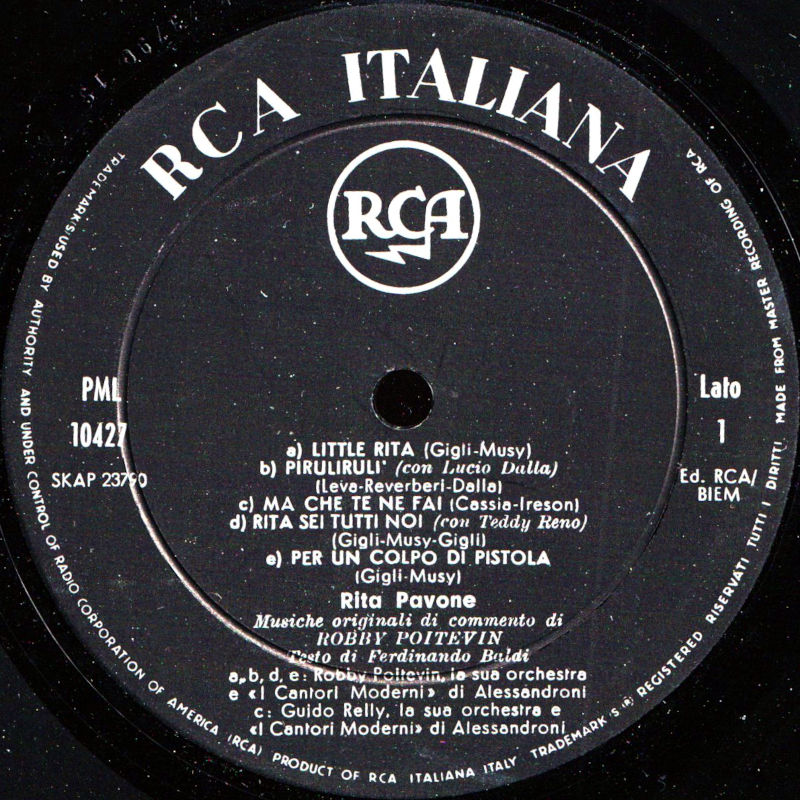 RCA ITALIANA
RCA
PML
10427
SKAP 23790
Lato
1
Ed. RCA/
BIEM
a) LITTLE RITA (Gigli-Musy)
b) PIRULIRULI' (con Lucio Dalla)
(Leva-Reverberi-Dalla)
c) MA CHE TE NE FAI (Cassia-Ireson)
d) RITA SEI TUTTI NOI (con Teddy Reno)
(Gigli-Musy-Gigli)
e) PER UN COLPO DI PISTOLA
(Gigli-Musy)
Rita Pavone
Musiche originali di commento di
ROBBY POITEVIN
Testo di Ferdinando Baldi
a, b, d, e: Robby Poitevin, la sua orchestra
e «I Cantori Moderni» di Alessandroni
c: Guido Relly, la sua orchestra e
«I Cantori Moderni» di Alessandroni
TRADEMARK/S/USED BY AUTHORITY AND UNDER CONTROL OF RADIO CORPORATION OF AMERICA (RCA) PRODUCT OF RCA ITALIANA ITALY TRADEMARK/S ® REGISTERED RISERVATI TUTTI I DIRITTI MADE FROM MASTER RECORDING OF RCA